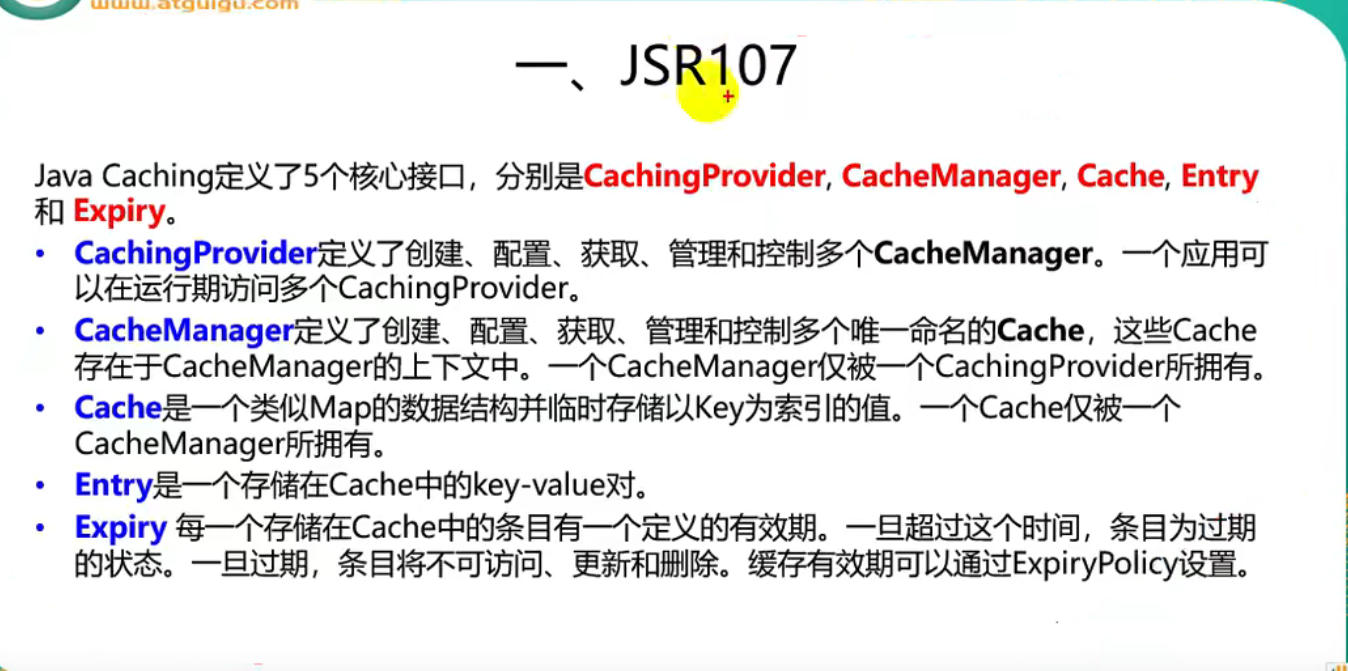 www.atguigu.com
一、JSR107
Java Caching定义了5个核心接口，分别是CachingProvider, CacheManager, Cache, Entry
和 Expiry。
• CachingProvider定义了创建、配置、获取、管理和控制多个CacheManager。一个应用可
以在运行期访问多个CachingProvider。
• CacheManager定义了创建、配置、获取、管理和控制多个唯一命名的Cache，这些Cache
存在于CacheManager的上下文中。一个CacheManager仅被一个CachingProvider所拥有。
• Cache是一个类似Map的数据结构并临时存储以Key为索引的值。一个Cache仅被一个
CacheManager所拥有。
• Entry是一个存储在Cache中的key-value对。
• Expiry 每一个存储在Cache中的条目有一个定义的有效期。一旦超过这个时间，条目为过期
的状态。一旦过期，条目将不可访问、更新和删除。缓存有效期可以通过ExpiryPolicy设置。